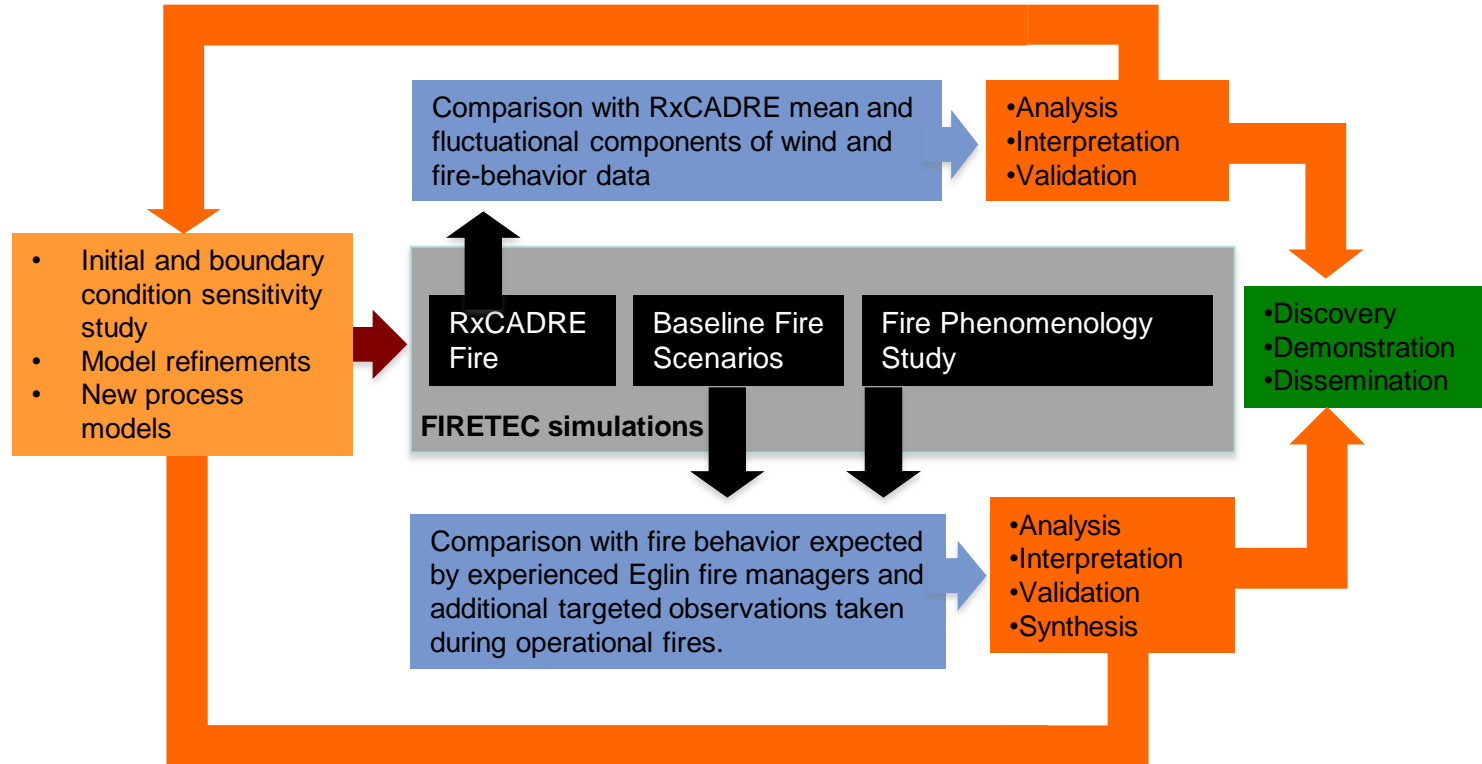 Comparison with RxCADRE mean and
fluctuational components of wind and
fire-behavior data
•Analysis
•Interpretation
•Validation
• Initial and boundary
condition sensitivity
study
• Model refinements
• New process
models
RxCADRE
Fire
Baseline Fire
Scenarios
Fire Phenomenology
Study
FIRETEC simulations
•Discovery
•Demonstration
•Dissemination
Comparison with fire behavior expected
by experienced Eglin fire managers and
additional targeted observations taken
during operational fires.
•Analysis
•Interpretation
•Validation
•Synthesis